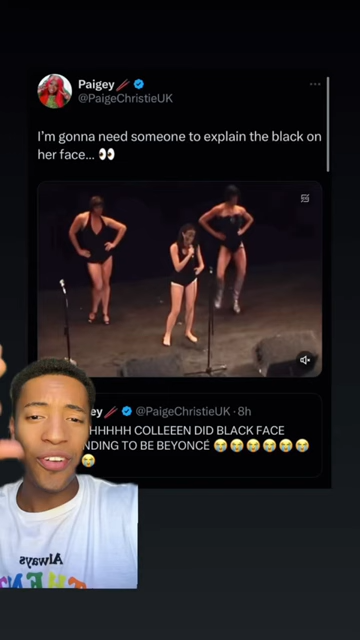 Paigey
@PaigeChristieUK
I'm gonna need someone to explain the black on
her face... 👀
ey @PaigeChristieUK · 8h
HHHHH COLLEEEN DID BLACK FACE
NDING TO BE BEYONCÉ 😭😭😭😭😭😭
😭
Always